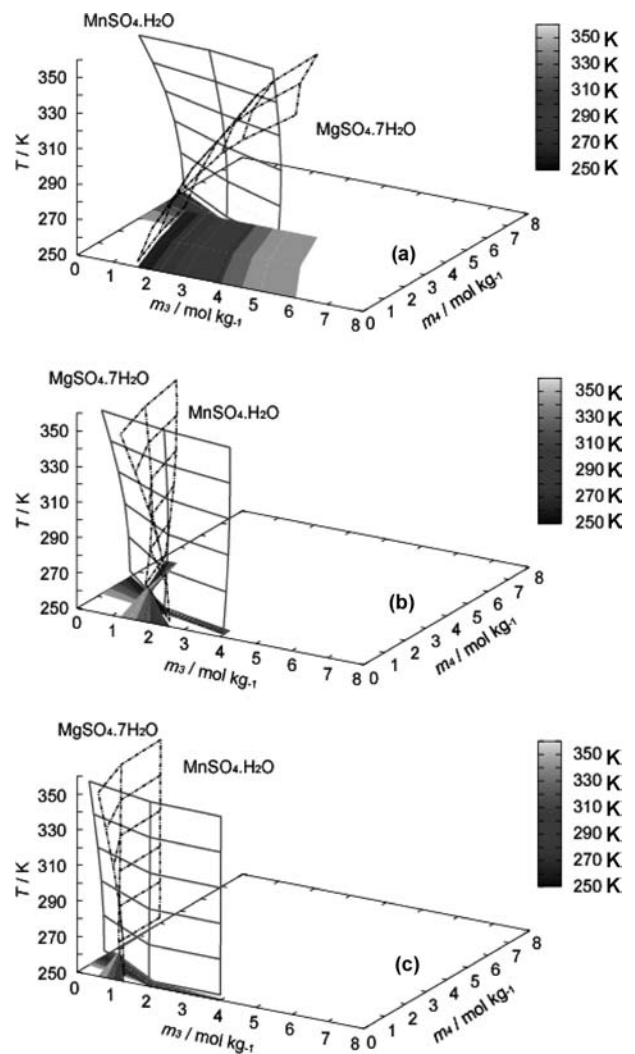 MnSO₄.H₂O
MgSO₄.7H₂O
T / K
350
330
310
290
270
250
0 1 2 3 4 5 6 7 8
m₃ / mol kg₋₁
0 1 2 3 4 5 6 7 8
m₄ / mol kg₋₁
(a)
350 K
330 K
310 K
290 K
270 K
250 K
MgSO₄.7H₂O
MnSO₄.H₂O
T / K
350
330
310
290
270
250
0 1 2 3 4 5 6 7 8
m₃ / mol kg₋₁
0 1 2 3 4 5 6 7 8
m₄ / mol kg₋₁
(b)
350 K
330 K
310 K
290 K
270 K
250 K
MgSO₄.7H₂O
MnSO₄.H₂O
T / K
350
330
310
290
270
250
0 1 2 3 4 5 6 7 8
m₃ / mol kg₋₁
0 1 2 3 4 5 6 7 8
m₄ / mol kg₋₁
(c)
350 K
330 K
310 K
290 K
270 K
250 K